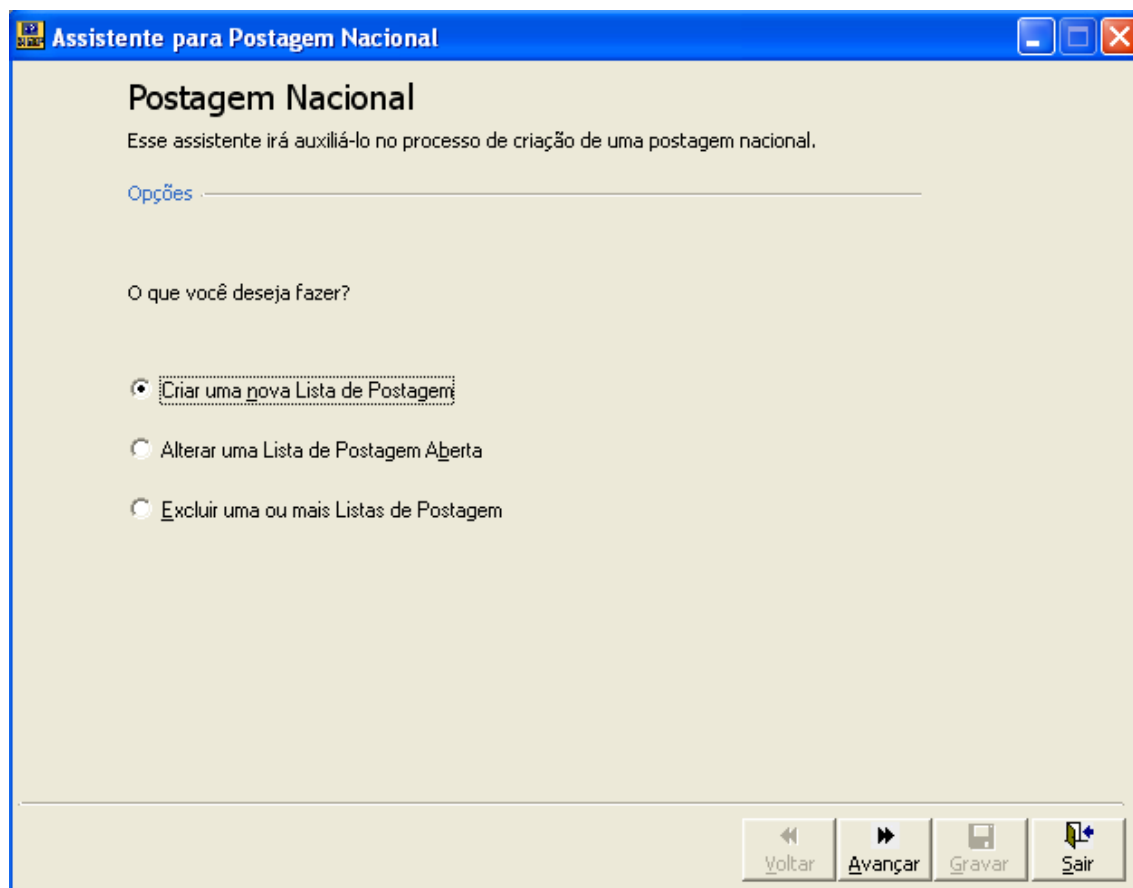 Assistente para Postagem Nacional
Postagem Nacional
Esse assistente irá auxiliá-lo no processo de criação de uma postagem nacional.
Opções
O que você deseja fazer?
Criar uma nova Lista de Postagem
Alterar uma Lista de Postagem Aberta
Excluir uma ou mais Listas de Postagem
Voltar Avançar Gravar Sair